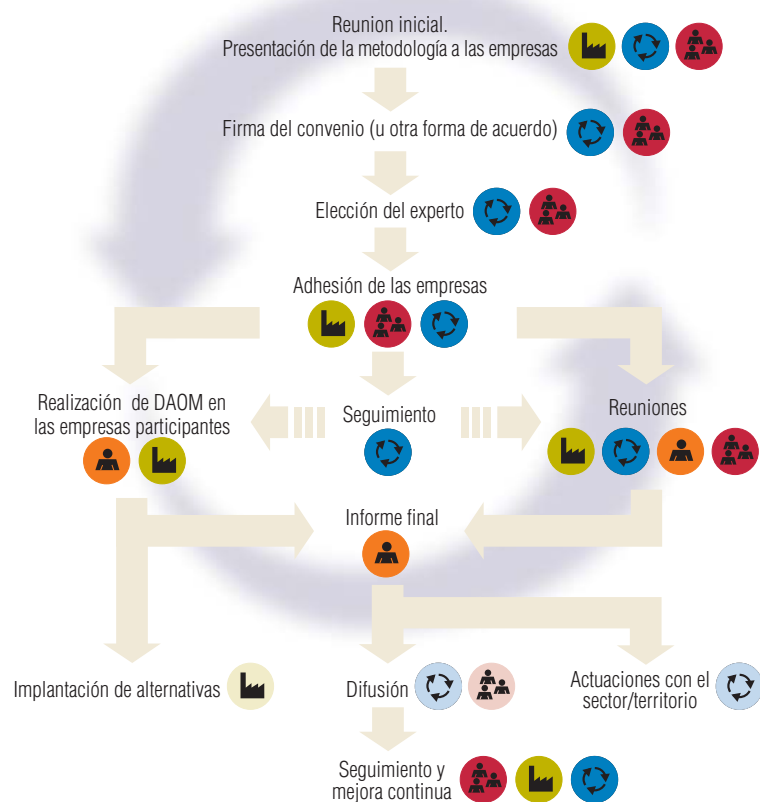 Reunion inicial.
Presentación de la metodología a las empresas
Firma del convenio (u otra forma de acuerdo)
Elección del experto
Adhesión de las empresas
Realización de DAOM en
las empresas participantes
Seguimiento
Reuniones
Informe final
Implantación de alternativas
Difusión
Actuaciones con el
sector/territorio
Seguimiento y
mejora continua